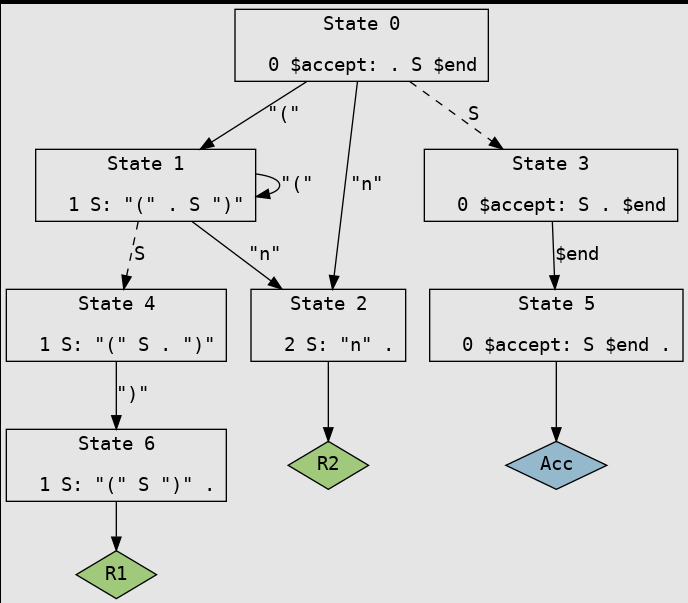 State 0
0 $accept: . S $end
"("
S
State 1
1 S: "(" . S ")"
"("
"n"
State 3
0 $accept: S . $end
S
"n"
$end
State 4
1 S: "(" S . ")"
State 2
2 S: "n" .
State 5
0 $accept: S $end .
")"
State 6
1 S: "(" S ")" .
R2
Acc
R1